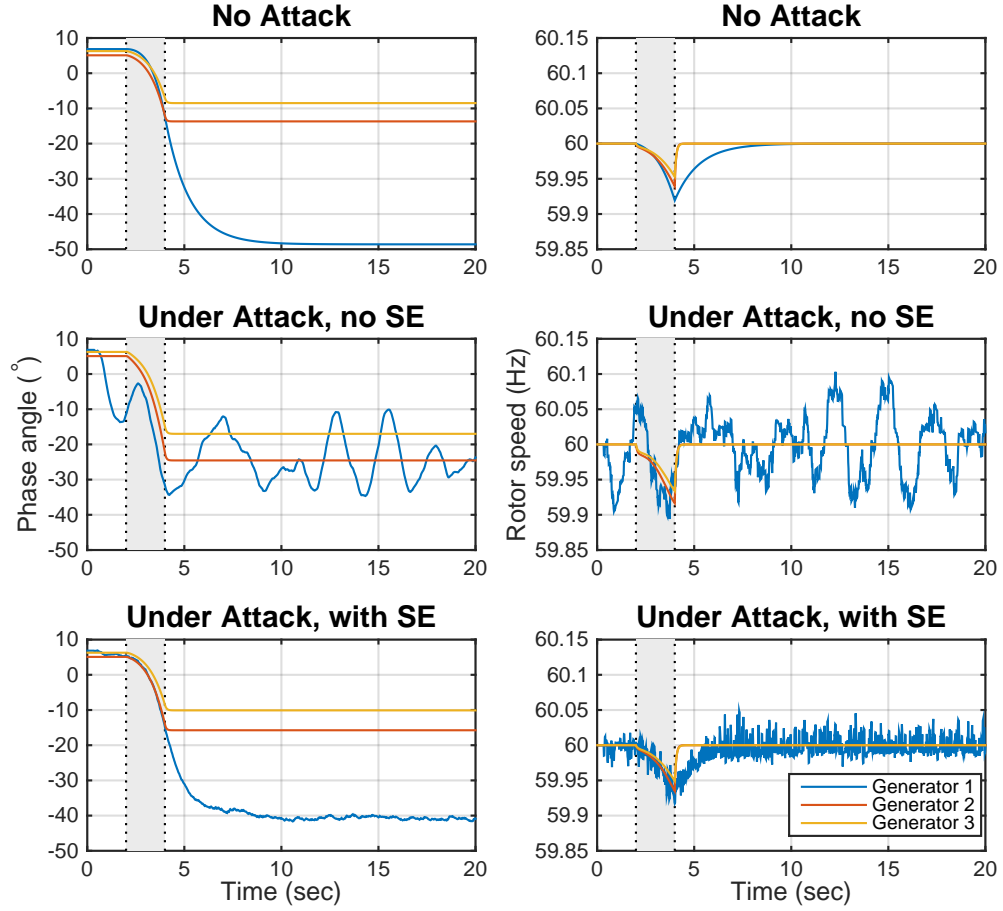 No Attack
10
0
-10
-20
-30
-40
-50
0 5 10 15 20
No Attack
60.15
60.1
60.05
60
59.95
59.9
59.85
0 5 10 15 20
Under Attack, no SE
Phase angle (°)
10
0
-10
-20
-30
-40
-50
0 5 10 15 20
Under Attack, no SE
Rotor speed (Hz)
60.15
60.1
60.05
60
59.95
59.9
59.85
0 5 10 15 20
Under Attack, with SE
10
0
-10
-20
-30
-40
-50
0 5 10 15 20
Time (sec)
Under Attack, with SE
60.15
60.1
60.05
60
59.95
59.9
59.85
Generator 1
Generator 2
Generator 3
0 5 10 15 20
Time (sec)